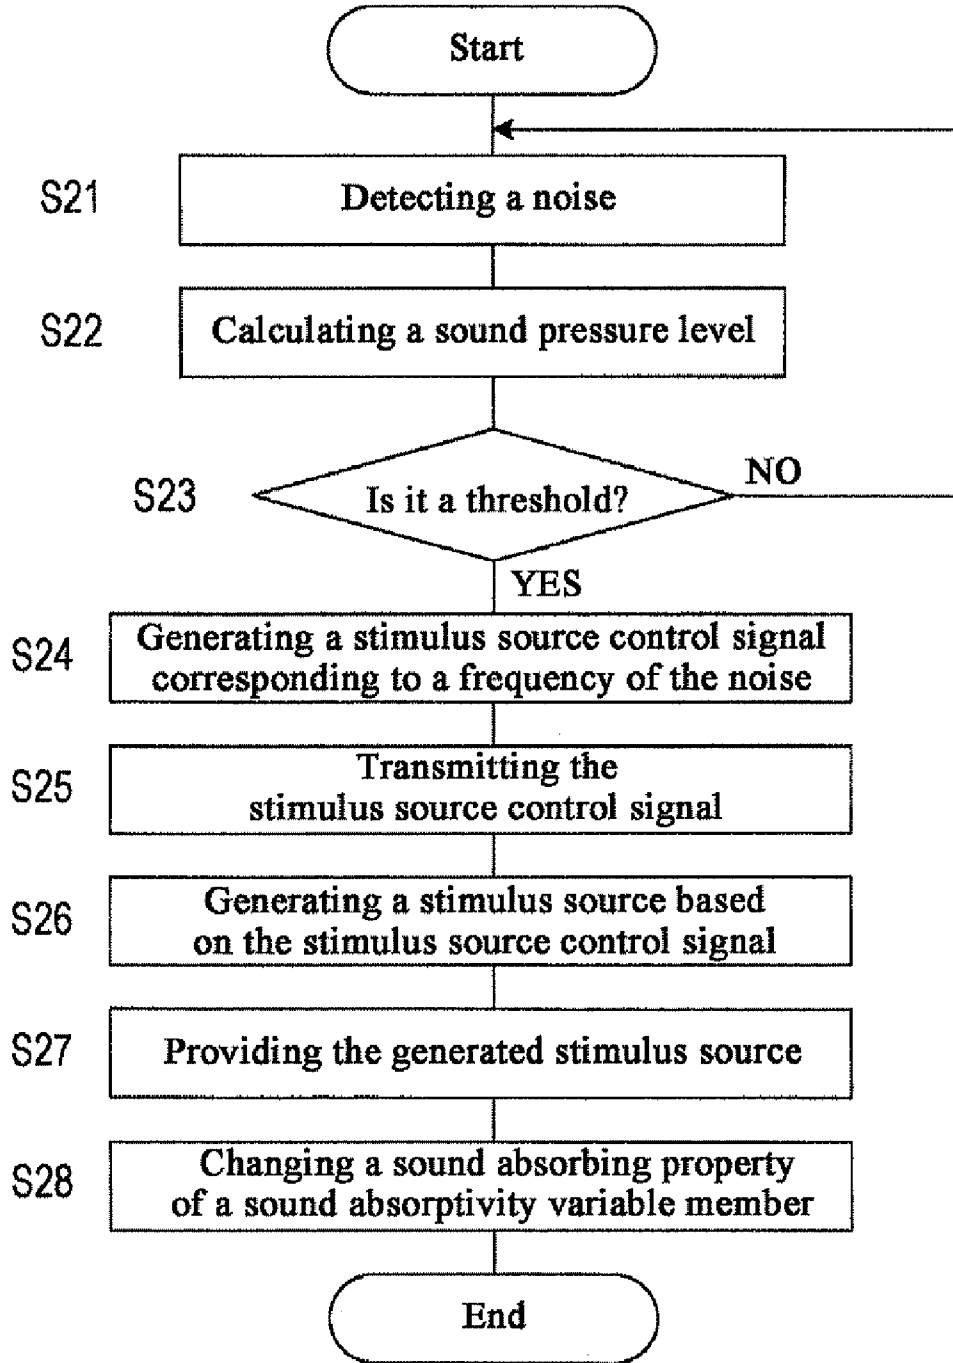 Start
S21
Detecting a noise
S22
Calculating a sound pressure level
S23
Is it a threshold?
NO
YES
S24
Generating a stimulus source control signal
corresponding to a frequency of the noise
S25
Transmitting the
stimulus source control signal
S26
Generating a stimulus source based
on the stimulus source control signal
S27
Providing the generated stimulus source
S28
Changing a sound absorbing property
of a sound absorptivity variable member
End